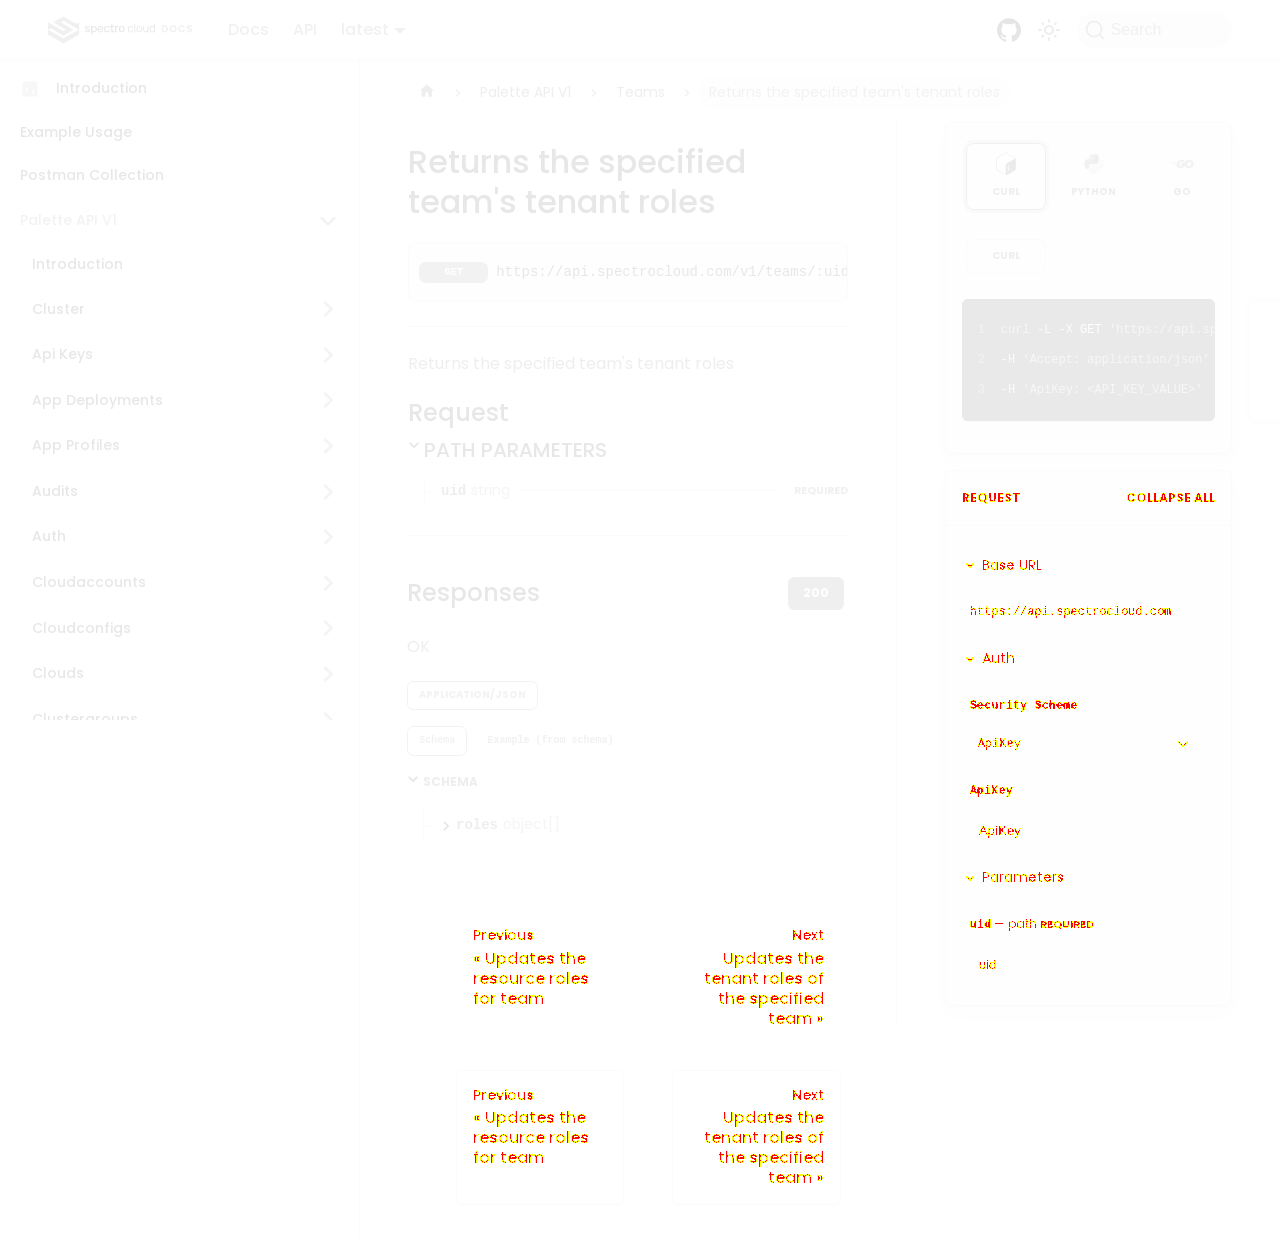 spectro cloud DOCS
Docs
API
latest
Search
Introduction
Example Usage
Postman Collection
Palette API V1
Introduction
Cluster
Api Keys
App Deployments
App Profiles
Audits
Auth
Cloudaccounts
Cloudconfigs
Clouds
Clustergroups
Palette API V1
Teams
Returns the specified team's tenant roles
Returns the specified
team's tenant roles
GET https://api.spectrocloud.com/v1/teams/:uid
Returns the specified team's tenant roles
Request
PATH PARAMETERS
uid string REQUIRED
Responses
200
OK
APPLICATION/JSON
Schema
Example (from schema)
SCHEMA
roles object[]
Previous
« Updates the
resource roles
for team
Next
Updates the
tenant roles of
the specified
team »
Previous
« Updates the
resource roles
for team
Next
Updates the
tenant roles of
the specified
team »
CURL
PYTHON
GO
GO
CURL
1 curl -L -X GET 'https://api.sp
2 -H 'Accept: application/json'
3 -H 'ApiKey: <API_KEY_VALUE>'
REQUEST
COLLAPSE ALL
Base URL
https://api.spectrocloud.com
Auth
Security Scheme
ApiKey
ApiKey
ApiKey
Parameters
uid — path REQUIRED
uid